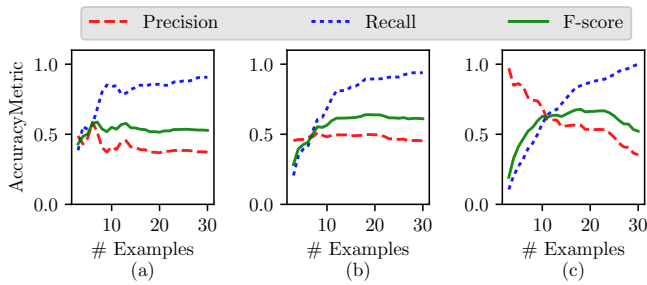 Precision Recall F-score
AccuracyMetric
1.0 1.0 1.0
0.5 0.5 0.5
0.0 0.0 0.0
10 20 30 10 20 30 10 20 30
# Examples # Examples # Examples
(a) (b) (c)